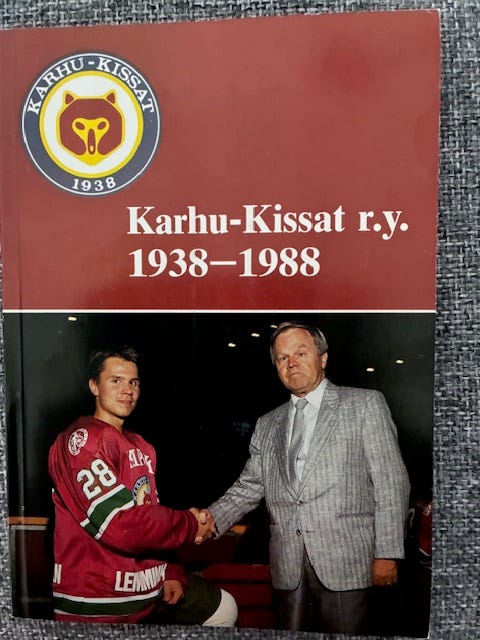 KARHU-KISSAT
1938
Karhu-Kissat r.y.
1938–1988
28